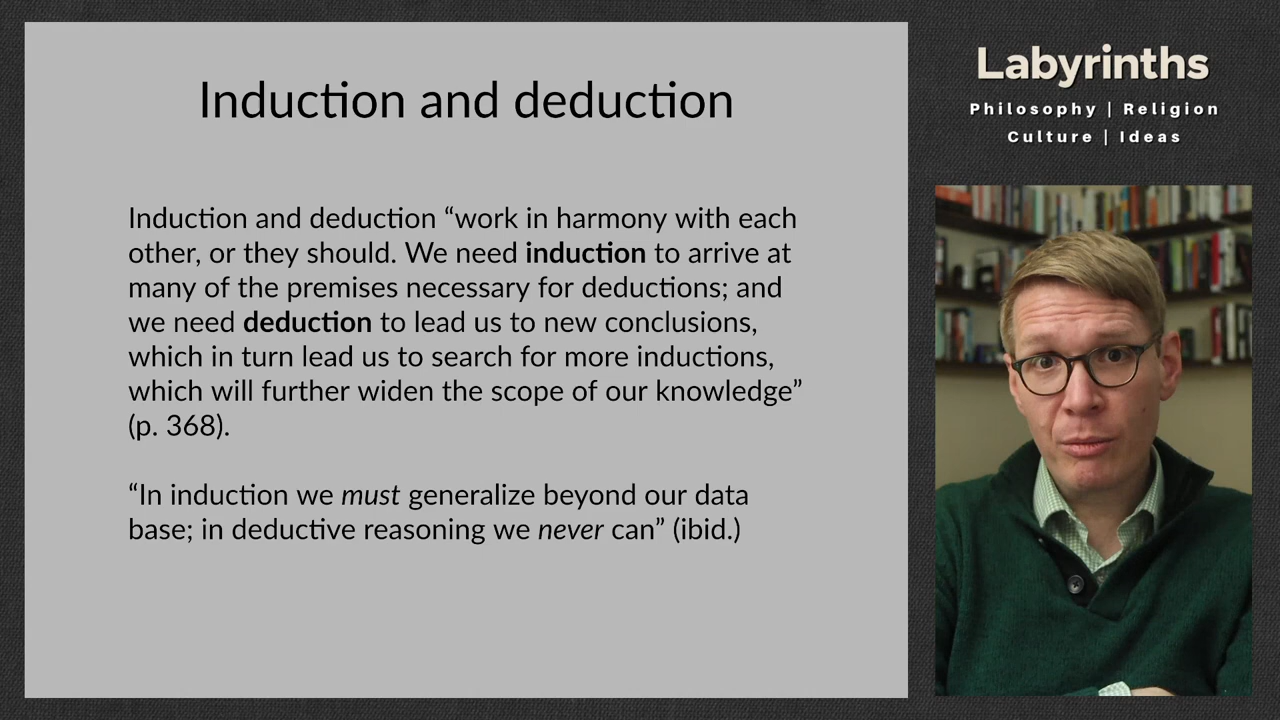 Induction and deduction
Induction and deduction “work in harmony with each
other, or they should. We need induction to arrive at
many of the premises necessary for deductions; and
we need deduction to lead us to new conclusions,
which in turn lead us to search for more inductions,
which will further widen the scope of our knowledge”
(p. 368).
“In induction we must generalize beyond our data
base; in deductive reasoning we never can” (ibid.)
Labyrinths
Philosophy | Religion
Culture | Ideas